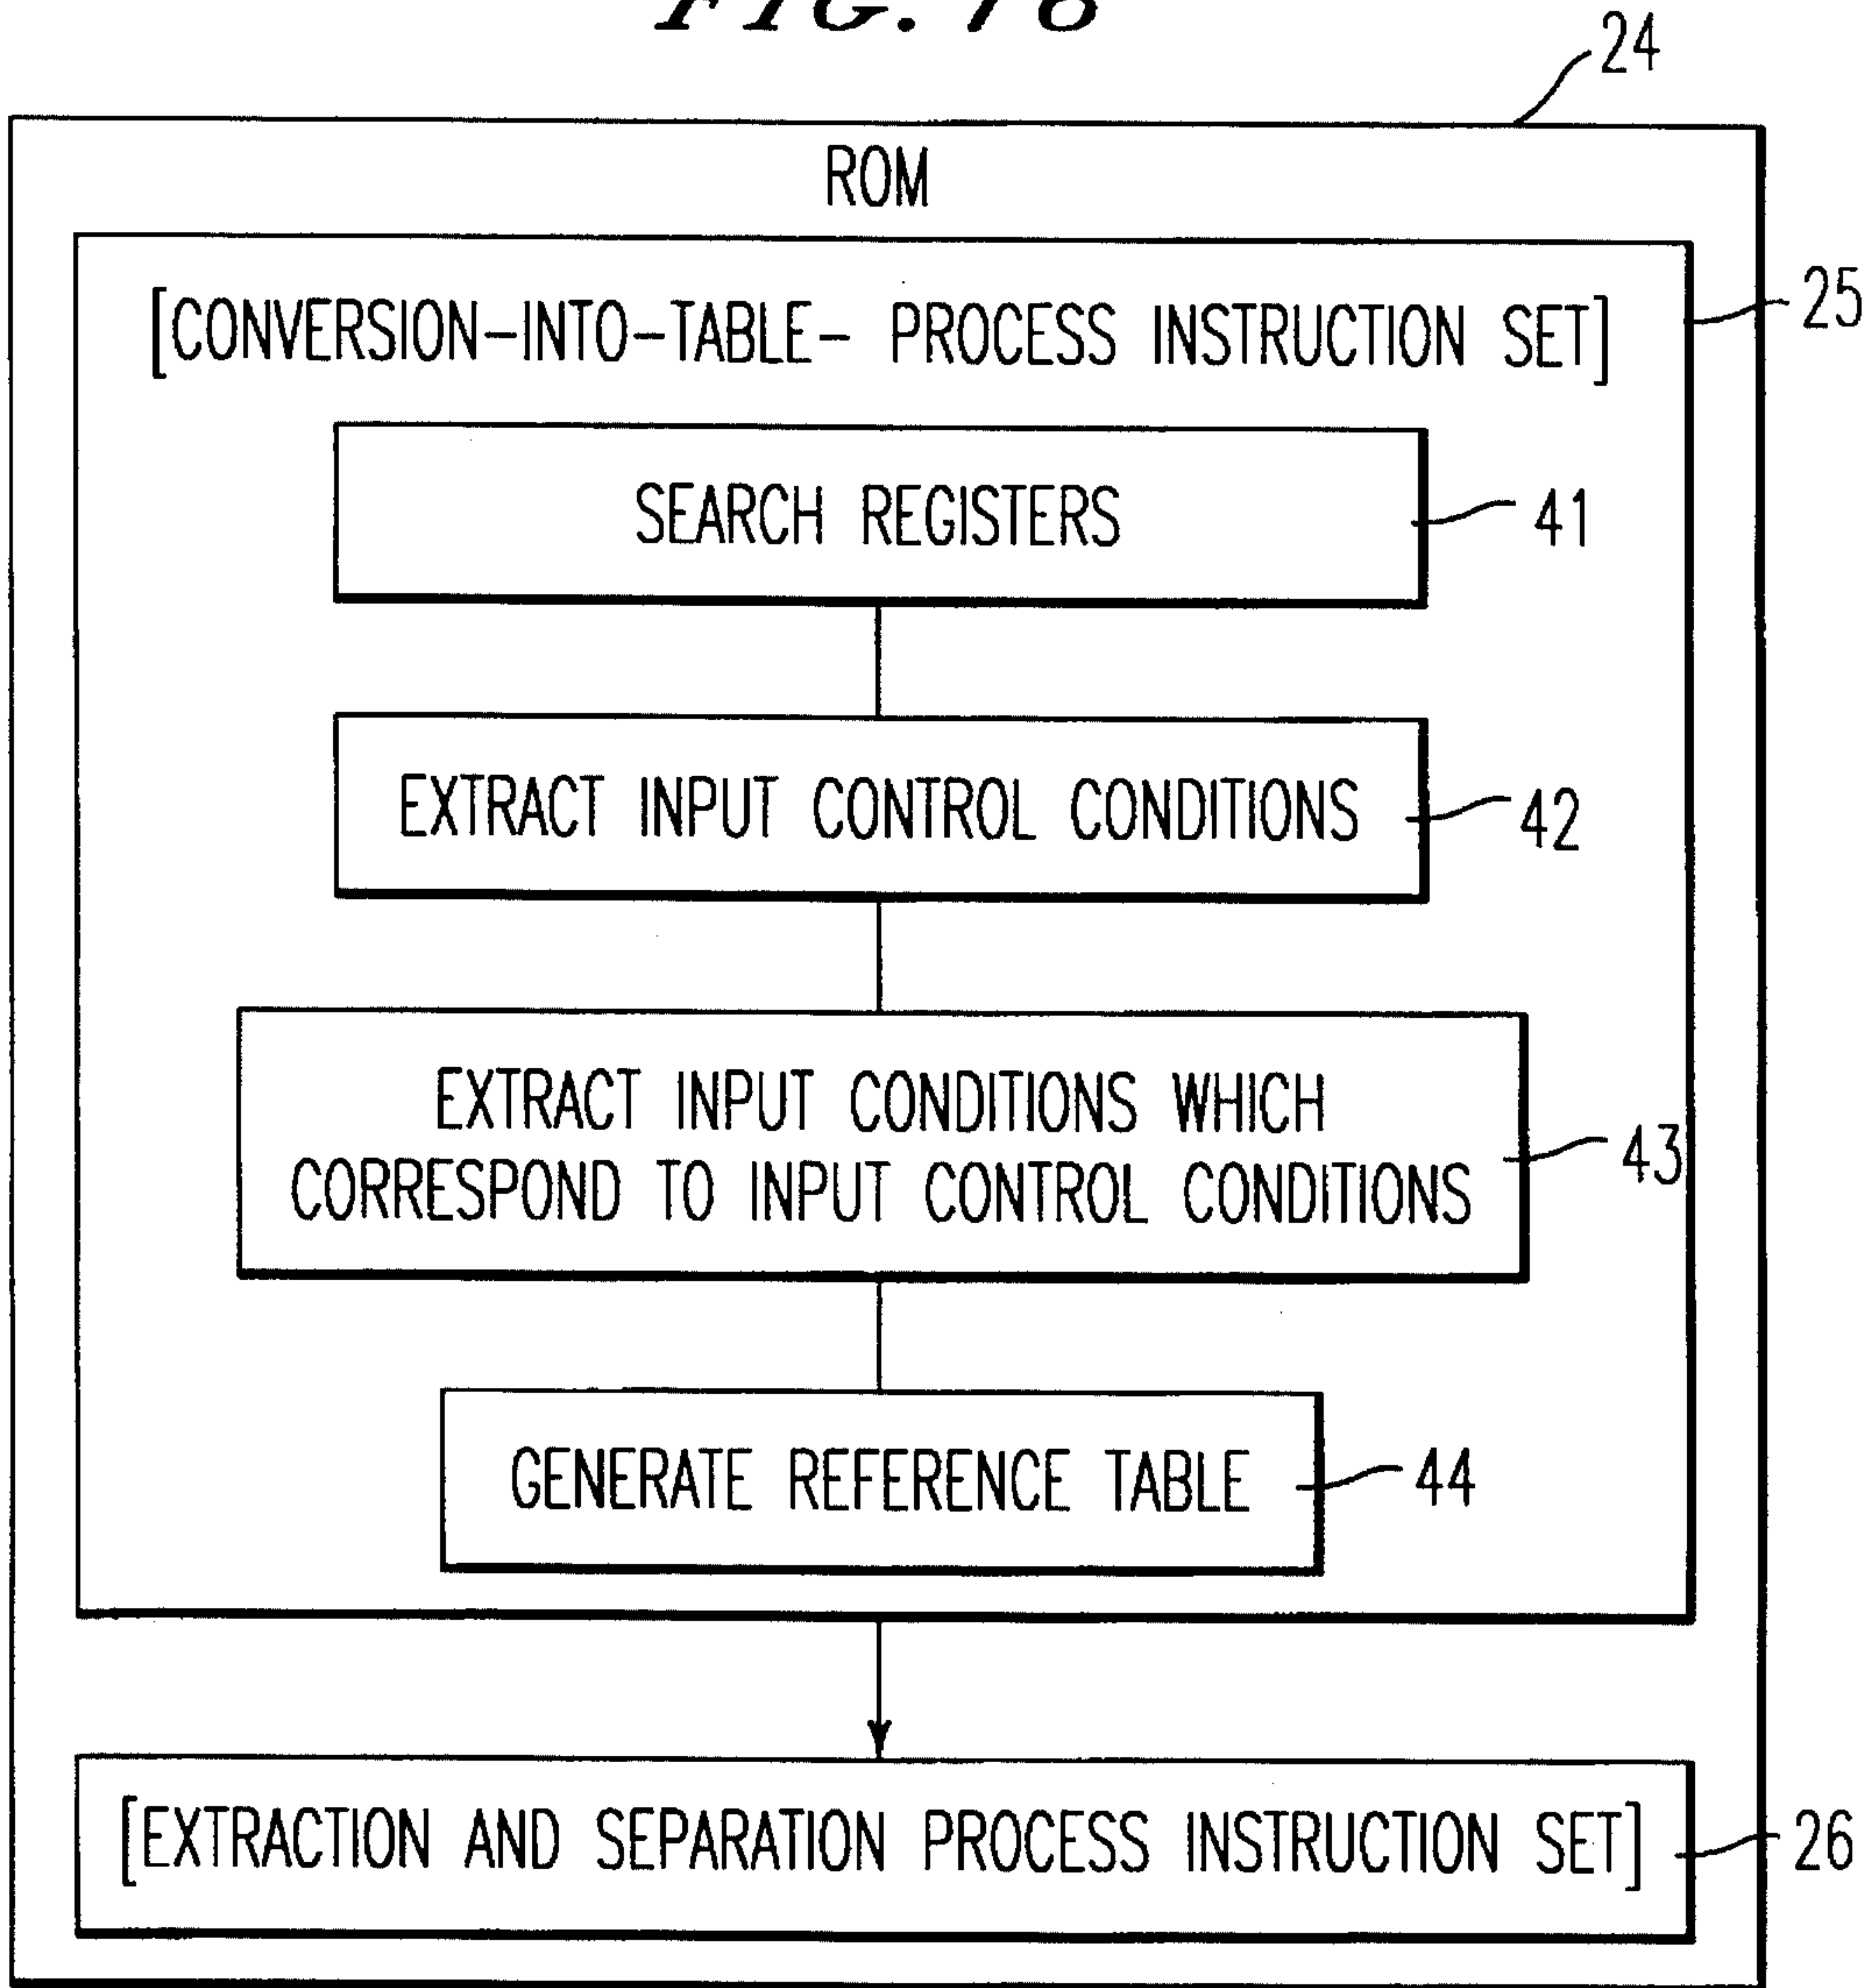 FIG.
24
ROM
25
[CONVERSION-INTO-TABLE- PROCESS INSTRUCTION SET]
SEARCH REGISTERS
41
EXTRACT INPUT CONTROL CONDITIONS
42
EXTRACT INPUT CONDITIONS WHICH
CORRESPOND TO INPUT CONTROL CONDITIONS
43
GENERATE REFERENCE TABLE
44
[EXTRACTION AND SEPARATION PROCESS INSTRUCTION SET]
26